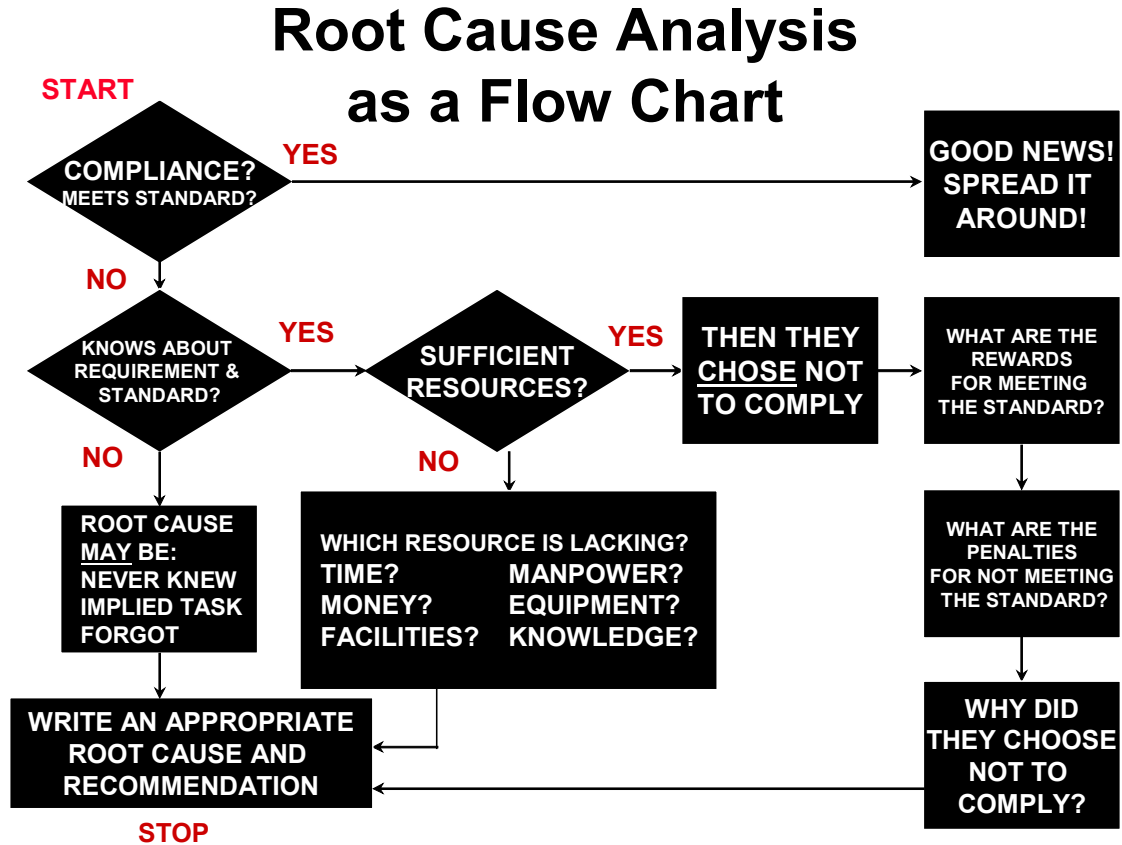 Root Cause Analysis
as a Flow Chart
START
COMPLIANCE?
MEETS STANDARD?
YES
GOOD NEWS!
SPREAD IT
AROUND!
NO
KNOWS ABOUT
REQUIREMENT &
STANDARD?
YES
SUFFICIENT
RESOURCES?
YES
THEN THEY
CHOSE NOT
TO COMPLY
WHAT ARE THE
REWARDS
FOR MEETING
THE STANDARD?
NO
ROOT CAUSE
MAY BE:
NEVER KNEW
IMPLIED TASK
FORGOT
NO
WHICH RESOURCE IS LACKING?
TIME? MANPOWER?
MONEY? EQUIPMENT?
FACILITIES? KNOWLEDGE?
WHAT ARE THE
PENALTIES
FOR NOT MEETING
THE STANDARD?
WRITE AN APPROPRIATE
ROOT CAUSE AND
RECOMMENDATION
WHY DID
THEY CHOOSE
NOT TO
COMPLY?
STOP